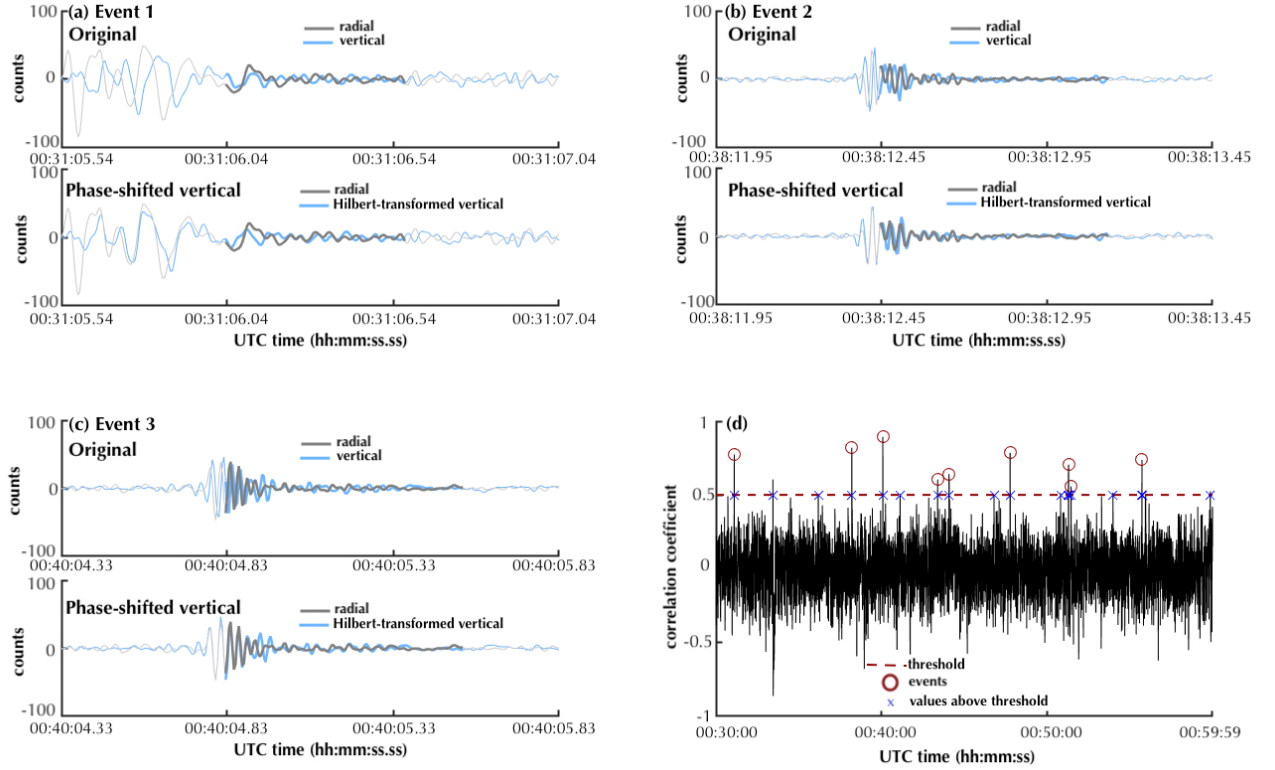 (a) Event 1
Original
radial
vertical
100
0
-100
counts
00:31:05.54 00:31:06.04 00:31:06.54 00:31:07.04
Phase-shifted vertical
radial
Hilbert-transformed vertical
100
0
-100
counts
00:31:05.54 00:31:06.04 00:31:06.54 00:31:07.04
UTC time (hh:mm:ss.ss)
(b) Event 2
Original
radial
vertical
100
0
-100
counts
00:38:11.95 00:38:12.45 00:38:12.95 00:38:13.45
Phase-shifted vertical
radial
Hilbert-transformed vertical
100
0
-100
counts
00:38:11.95 00:38:12.45 00:38:12.95 00:38:13.45
UTC time (hh:mm:ss.ss)
(c) Event 3
Original
radial
vertical
100
0
-100
counts
00:40:04.33 00:40:04.83 00:40:05.33 00:40:05.83
Phase-shifted vertical
radial
Hilbert-transformed vertical
100
0
-100
counts
00:40:04.33 00:40:04.83 00:40:05.33 00:40:05.83
UTC time (hh:mm:ss.ss)
(d)
1
0.5
0
-0.5
-1
correlation coefficient
threshold
events
values above threshold
00:30:00 00:40:00 00:50:00 00:59:59
UTC time (hh:mm:ss)